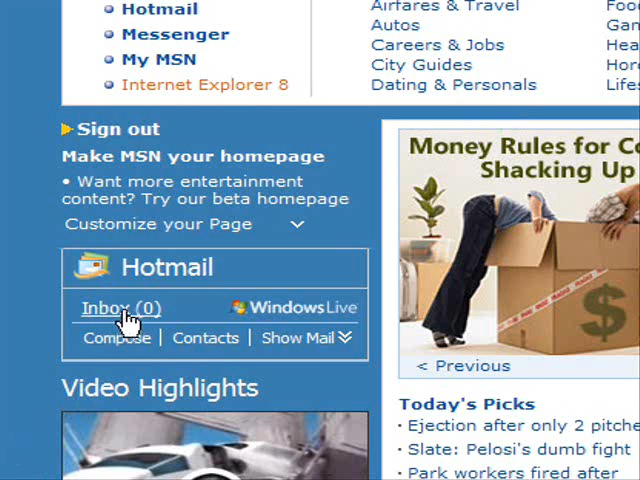 Hotmail
Messenger
My MSN
Internet Explorer 8
Airfares & Travel
Autos
Careers & Jobs
City Guides
Dating & Personals
Sign out
Make MSN your homepage
• Want more entertainment
content? Try our beta homepage
Customize your Page
Hotmail
Inbox (0)
Windows Live
Compose | Contacts | Show Mail
Video Highlights
Money Rules for
Shacking Up
$
< Previous
Today's Picks
· Ejection after only 2
· Slate: Pelosi's dumb fight
· Park workers fired after